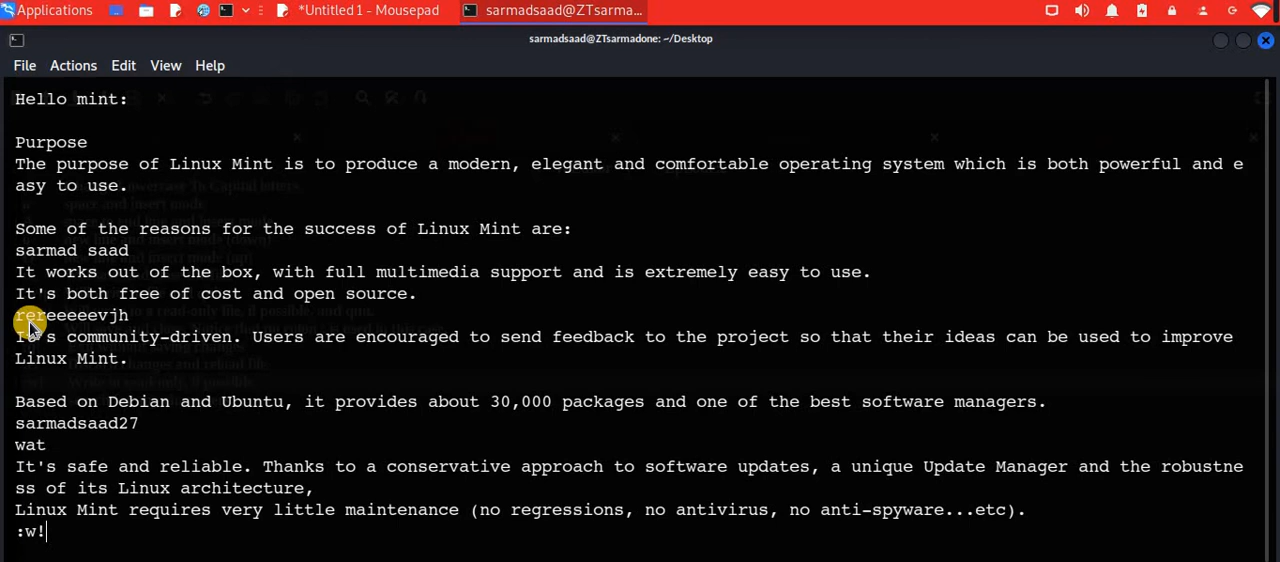 Applications
*Untitled 1 - Mousepad
sarmadsaad@ZTsarma...
sarmadsaad@ZTsarmadone: ~/Desktop
File Actions Edit View Help
Hello mint:
Purpose
The purpose of Linux Mint is to produce a modern, elegant and comfortable operating system which is both powerful and e
asy to use.
Some of the reasons for the success of Linux Mint are:
sarmad saad
It works out of the box, with full multimedia support and is extremely easy to use.
It's both free of cost and open source.
rereeeeevjh
It's community-driven. Users are encouraged to send feedback to the project so that their ideas can be used to improve
Linux Mint.
Based on Debian and Ubuntu, it provides about 30,000 packages and one of the best software managers.
sarmadsaad27
wat
It's safe and reliable. Thanks to a conservative approach to software updates, a unique Update Manager and the robustne
ss of its Linux architecture,
Linux Mint requires very little maintenance (no regressions, no antivirus, no anti-spyware...etc).
:w!